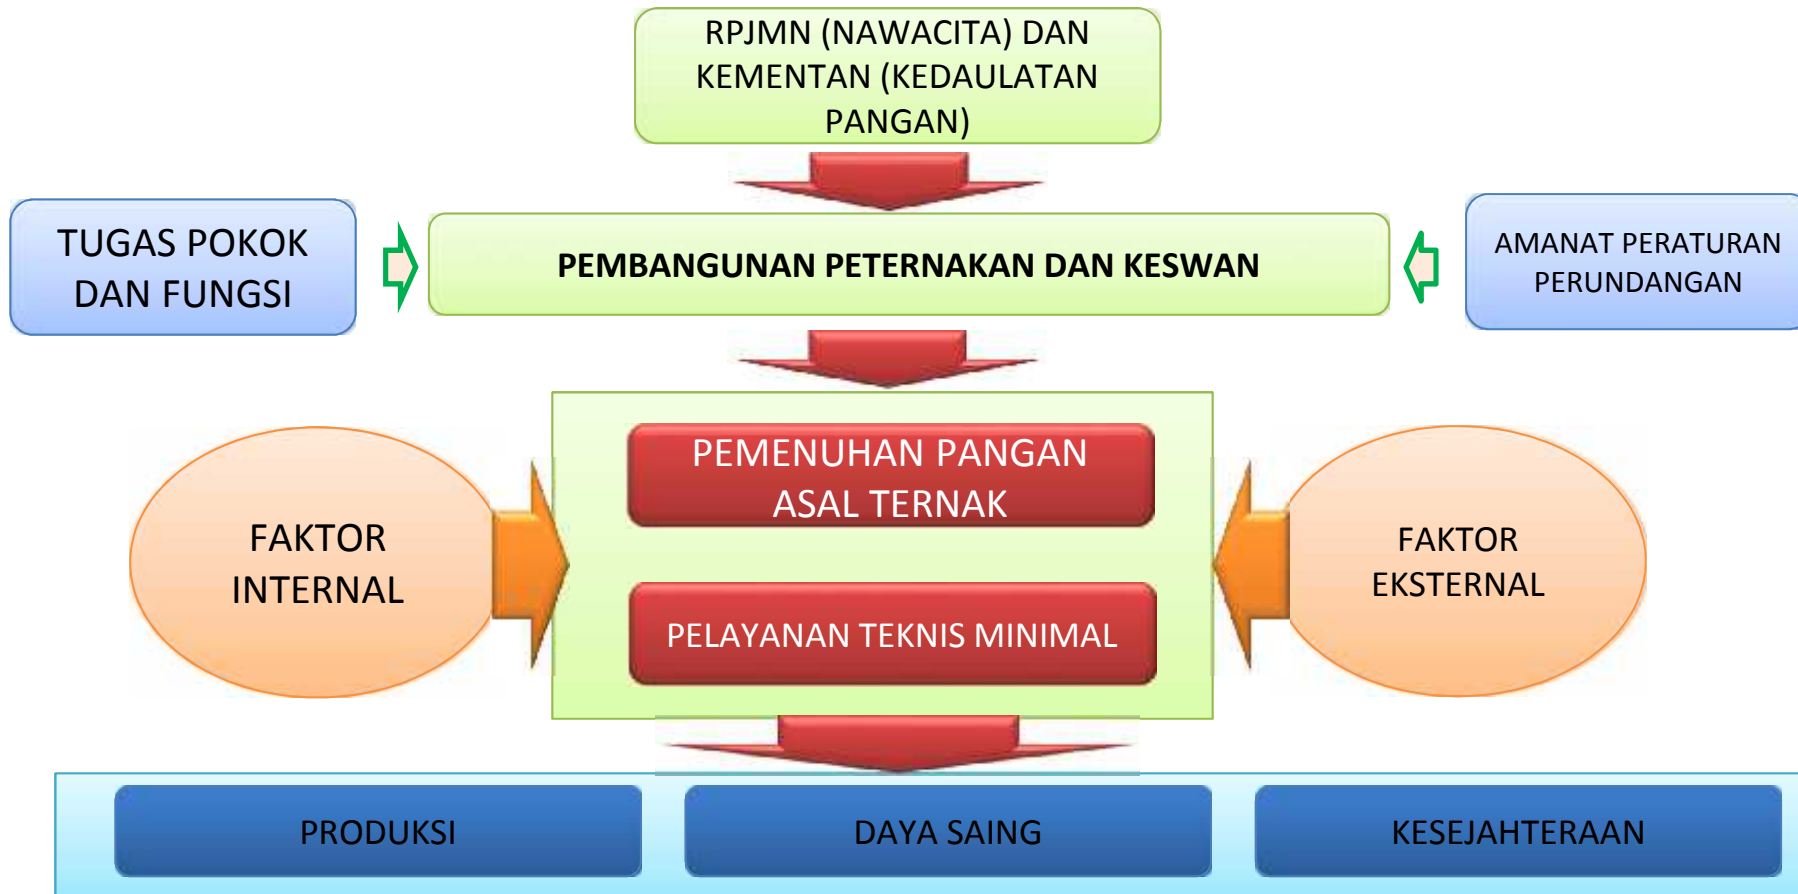 RPJMN (NAWACITA) DAN
KEMENTAN (KEDAULATAN
PANGAN)
TUGAS POKOK
DAN FUNGSI
PEMBANGUNAN PETERNAKAN DAN KESWAN
AMANAT PERATURAN
PERUNDANGAN
PEMENUHAN PANGAN
ASAL TERNAK
FAKTOR
INTERNAL
FAKTOR
EKSTERNAL
PELAYANAN TEKNIS MINIMAL
PRODUKSI
DAYA SAING
KESEJAHTERAAN